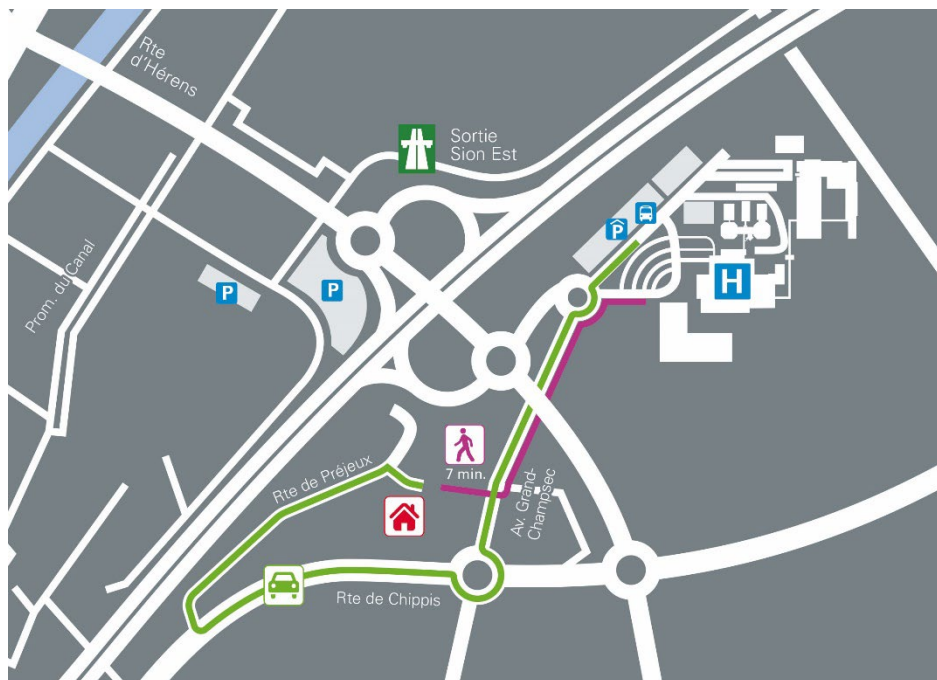 Rte
d'Hérens
Sortie
Sion Est
P
H
Prom. du Canal
P
P
7 min.
Rte de Préjeux
Av. Grand-
Champsec
Rte de Chippis